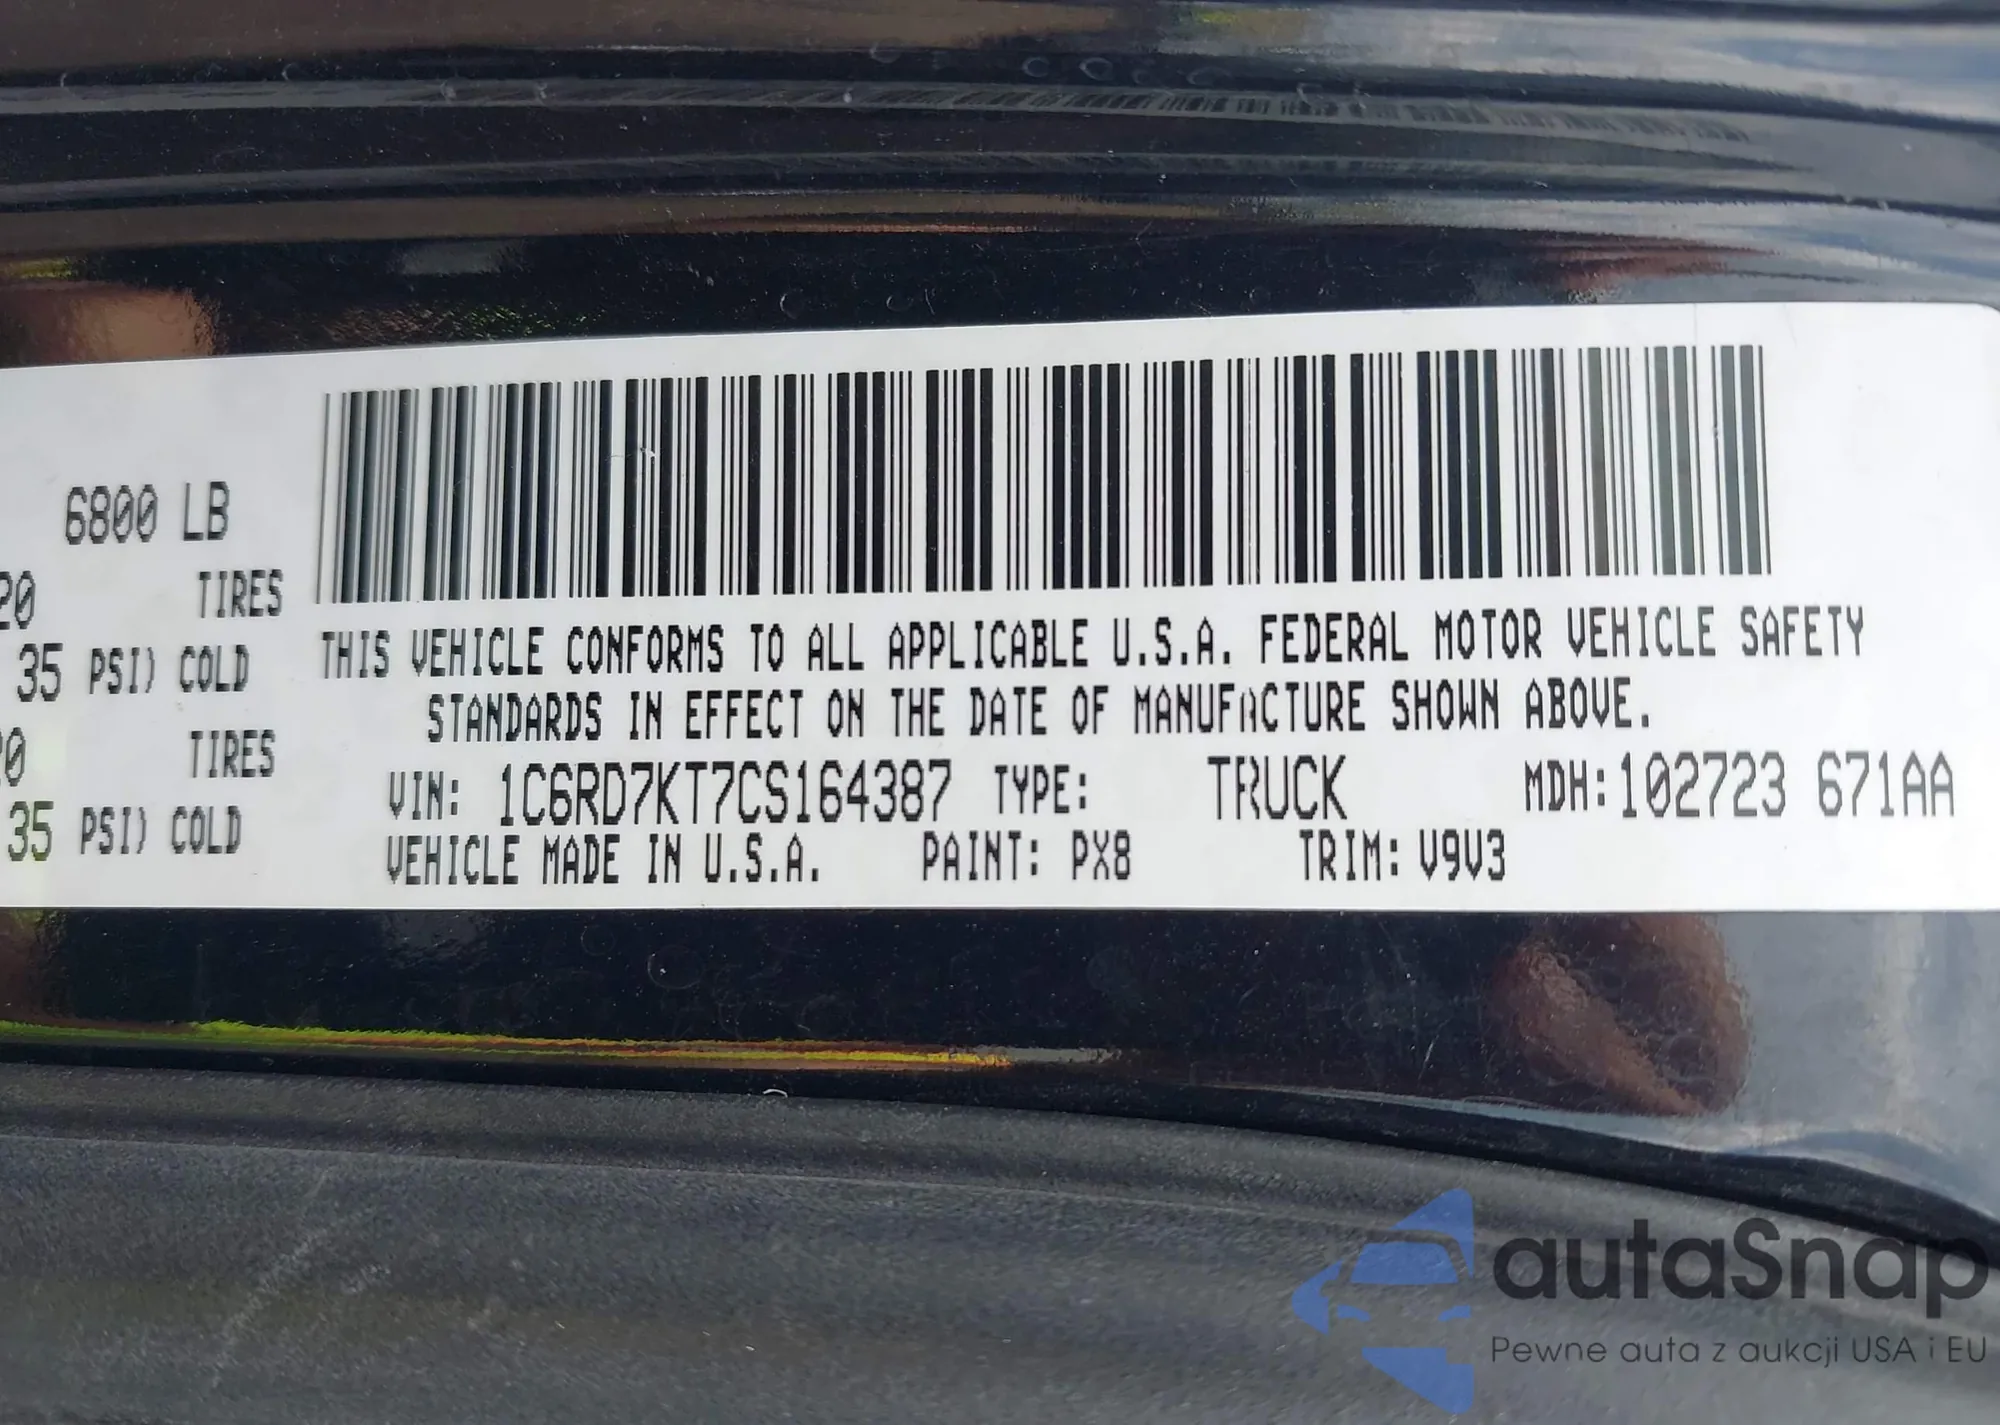 6800 LB
20 TIRES
35 PSI) COLD
20 TIRES
35 PSI) COLD
THIS VEHICLE CONFORMS TO ALL APPLICABLE U.S.A. FEDERAL MOTOR VEHICLE SAFETY
STANDARDS IN EFFECT ON THE DATE OF MANUFACTURE SHOWN ABOVE.
VIN: 1C6RD7KT7CS164387 TYPE: TRUCK MDH:102723 671AA
VEHICLE MADE IN U.S.A. PAINT: PX8 TRIM: V9V3
autaSnap
Pewne auta z aukcji USA i EU